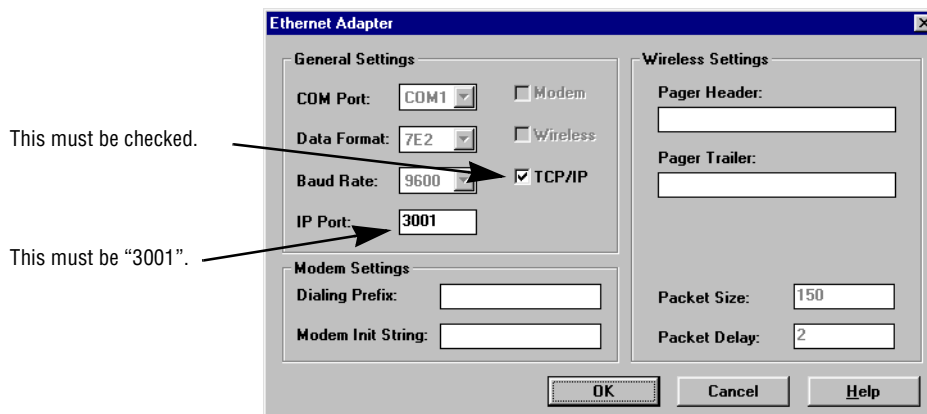 Ethernet Adapter
General Settings
COM Port: COM1
Modem
Data Format: 7E2
Wireless
Baud Rate: 9600
TCP/IP
IP Port: 3001
This must be checked.
This must be “3001”.
Modem Settings
Dialing Prefix:
Modem Init String:
Wireless Settings
Pager Header:
Pager Trailer:
Packet Size: 150
Packet Delay: 2
OK
Cancel
Help